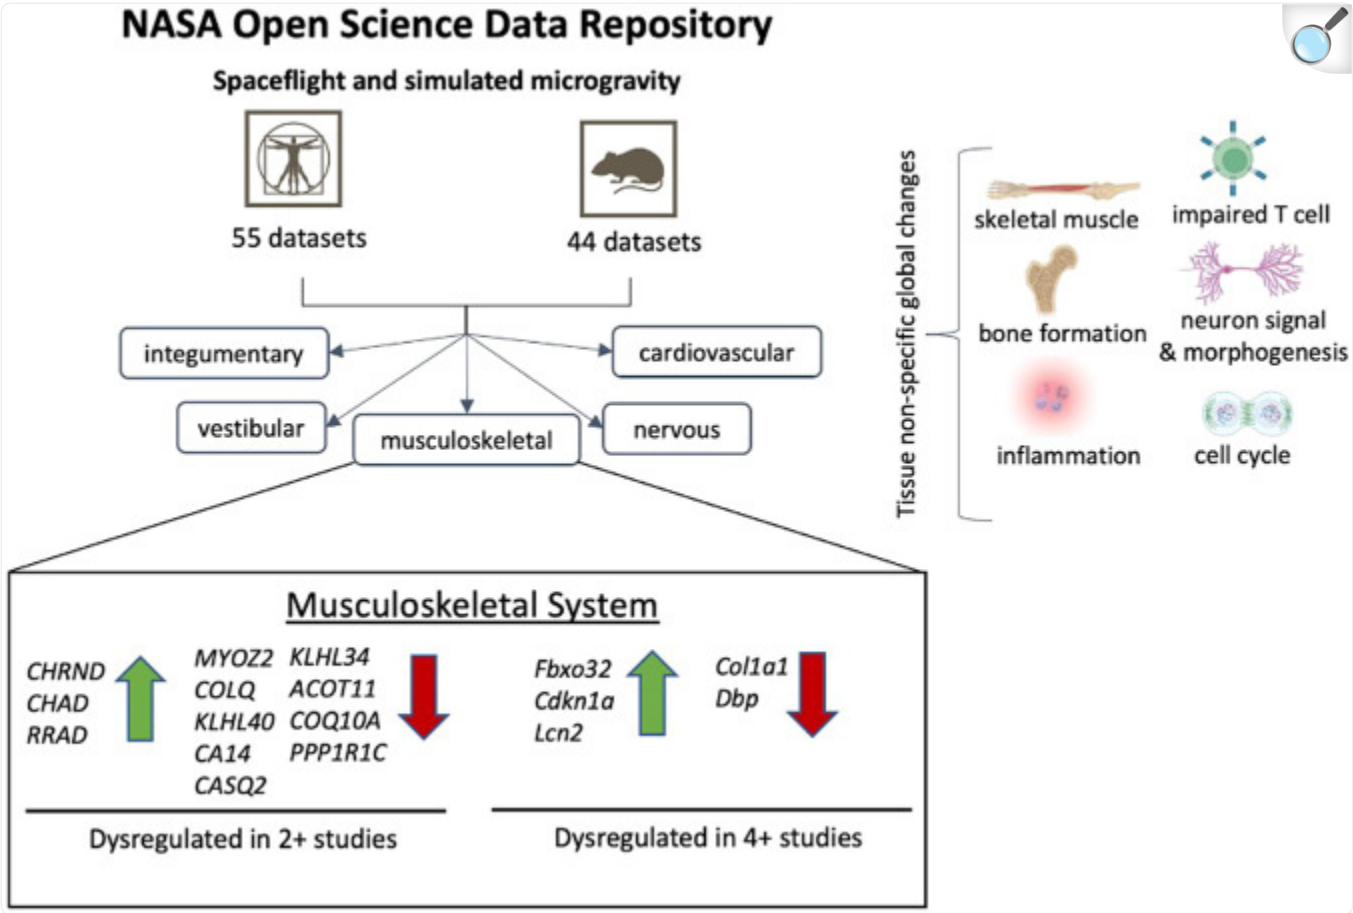 NASA Open Science Data Repository
Spaceflight and simulated microgravity
55 datasets
44 datasets
integumentary
cardiovascular
vestibular
musculoskeletal
nervous
Tissue non-specific global changes
skeletal muscle
impaired T cell
bone formation
neuron signal
& morphogenesis
inflammation
cell cycle
Musculoskeletal System
CHRND
CHAD
RRAD
MYOZ2
COLQ
KLHL40
CA14
CASQ2
KLHL34
ACOT11
COQ10A
PPP1R1C
Dysregulated in 2+ studies
Fbxo32
Cdkn1a
Lcn2
Col1a1
Dbp
Dysregulated in 4+ studies